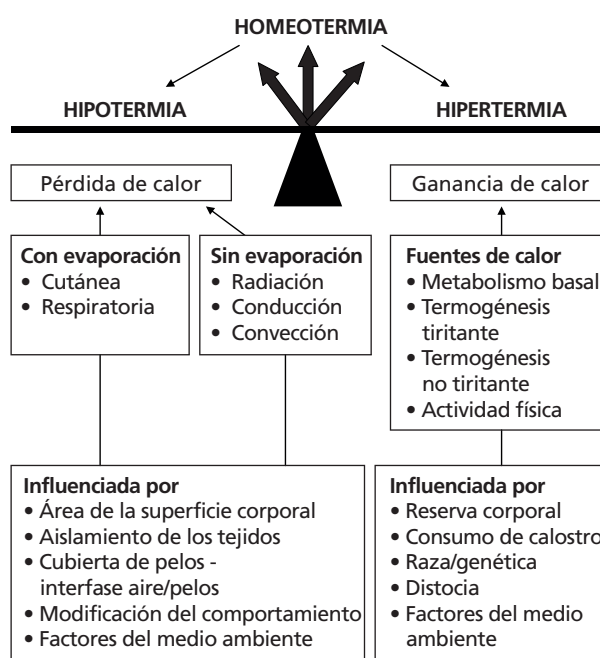 HOMEOTERMIA
HIPOTERMIA
HIPERTERMIA
Pérdida de calor
Ganancia de calor
Con evaporación
• Cutánea
• Respiratoria
Sin evaporación
• Radiación
• Conducción
• Convección
Fuentes de calor
• Metabolismo basal
• Termogénesis
tiritante
• Termogénesis
no tiritante
• Actividad física
Influenciada por
• Área de la superficie corporal
• Aislamiento de los tejidos
• Cubierta de pelos -
interfase aire/pelos
• Modificación del comportamiento
• Factores del medio ambiente
Influenciada por
• Reserva corporal
• Consumo de calostro
• Raza/genética
• Distocia
• Factores del medio
ambiente